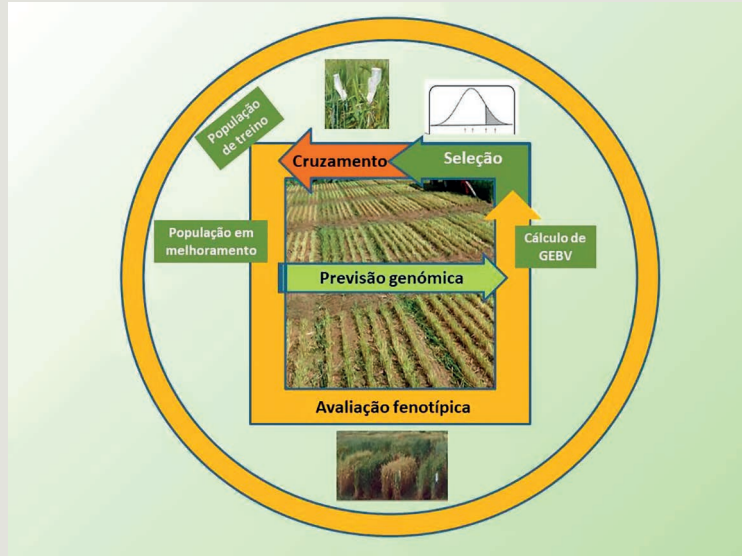 População
de treino
Cruzamento
Seleção
População em
melhoramento
Cálculo de
GEBV
Previsão genómica
Avaliação fenotípica